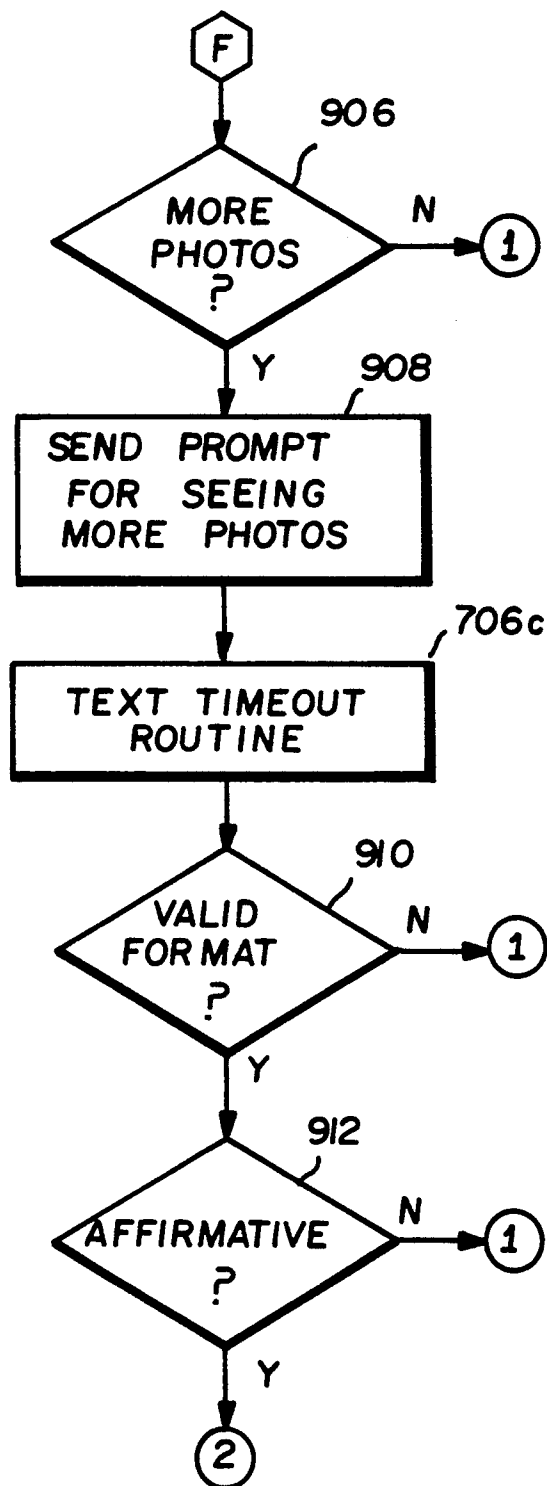 F
906
MORE
PHOTOS
?
N
1
Y
908
SEND PROMPT
FOR SEEING
MORE PHOTOS
706c
TEXT TIMEOUT
ROUTINE
910
VALID
FORMAT
?
N
1
Y
912
AFFIRMATIVE
?
N
1
Y
2